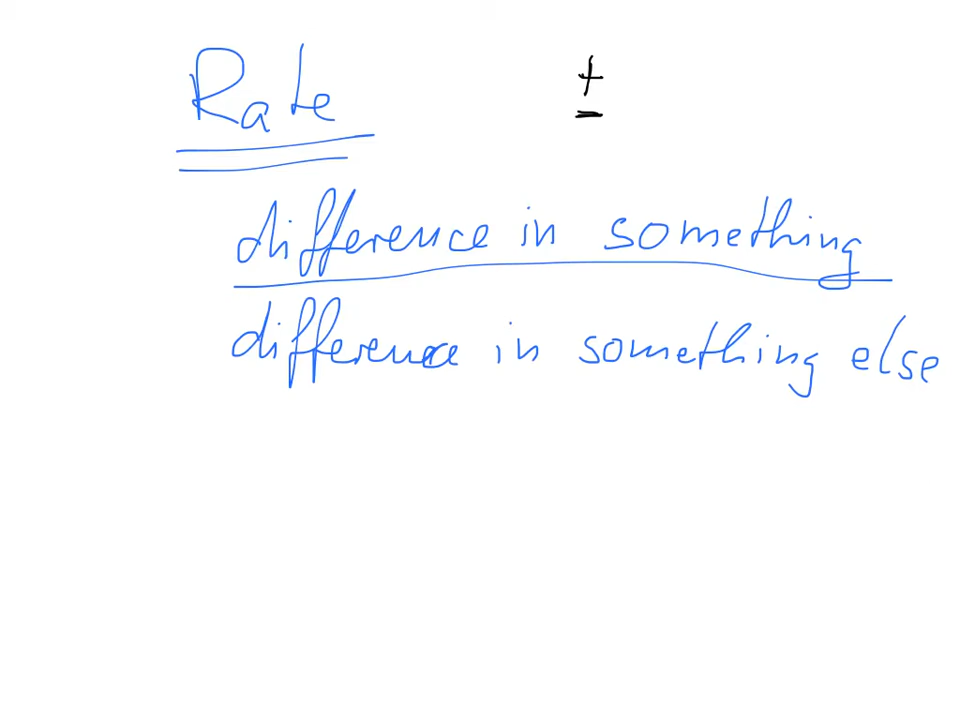 Rate
+
-
difference in something
difference in something else